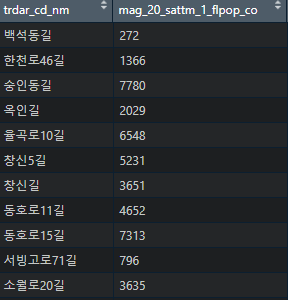 trdar_cd_nm mag_20_sattm_1_flpop_co
백석동길 272
한천로46길 1366
숭인동길 7780
옥인길 2029
율곡로10길 6548
창신5길 5231
창신길 3651
동호로11길 4652
동호로15길 7313
서빙고로71길 796
소월로20길 3635